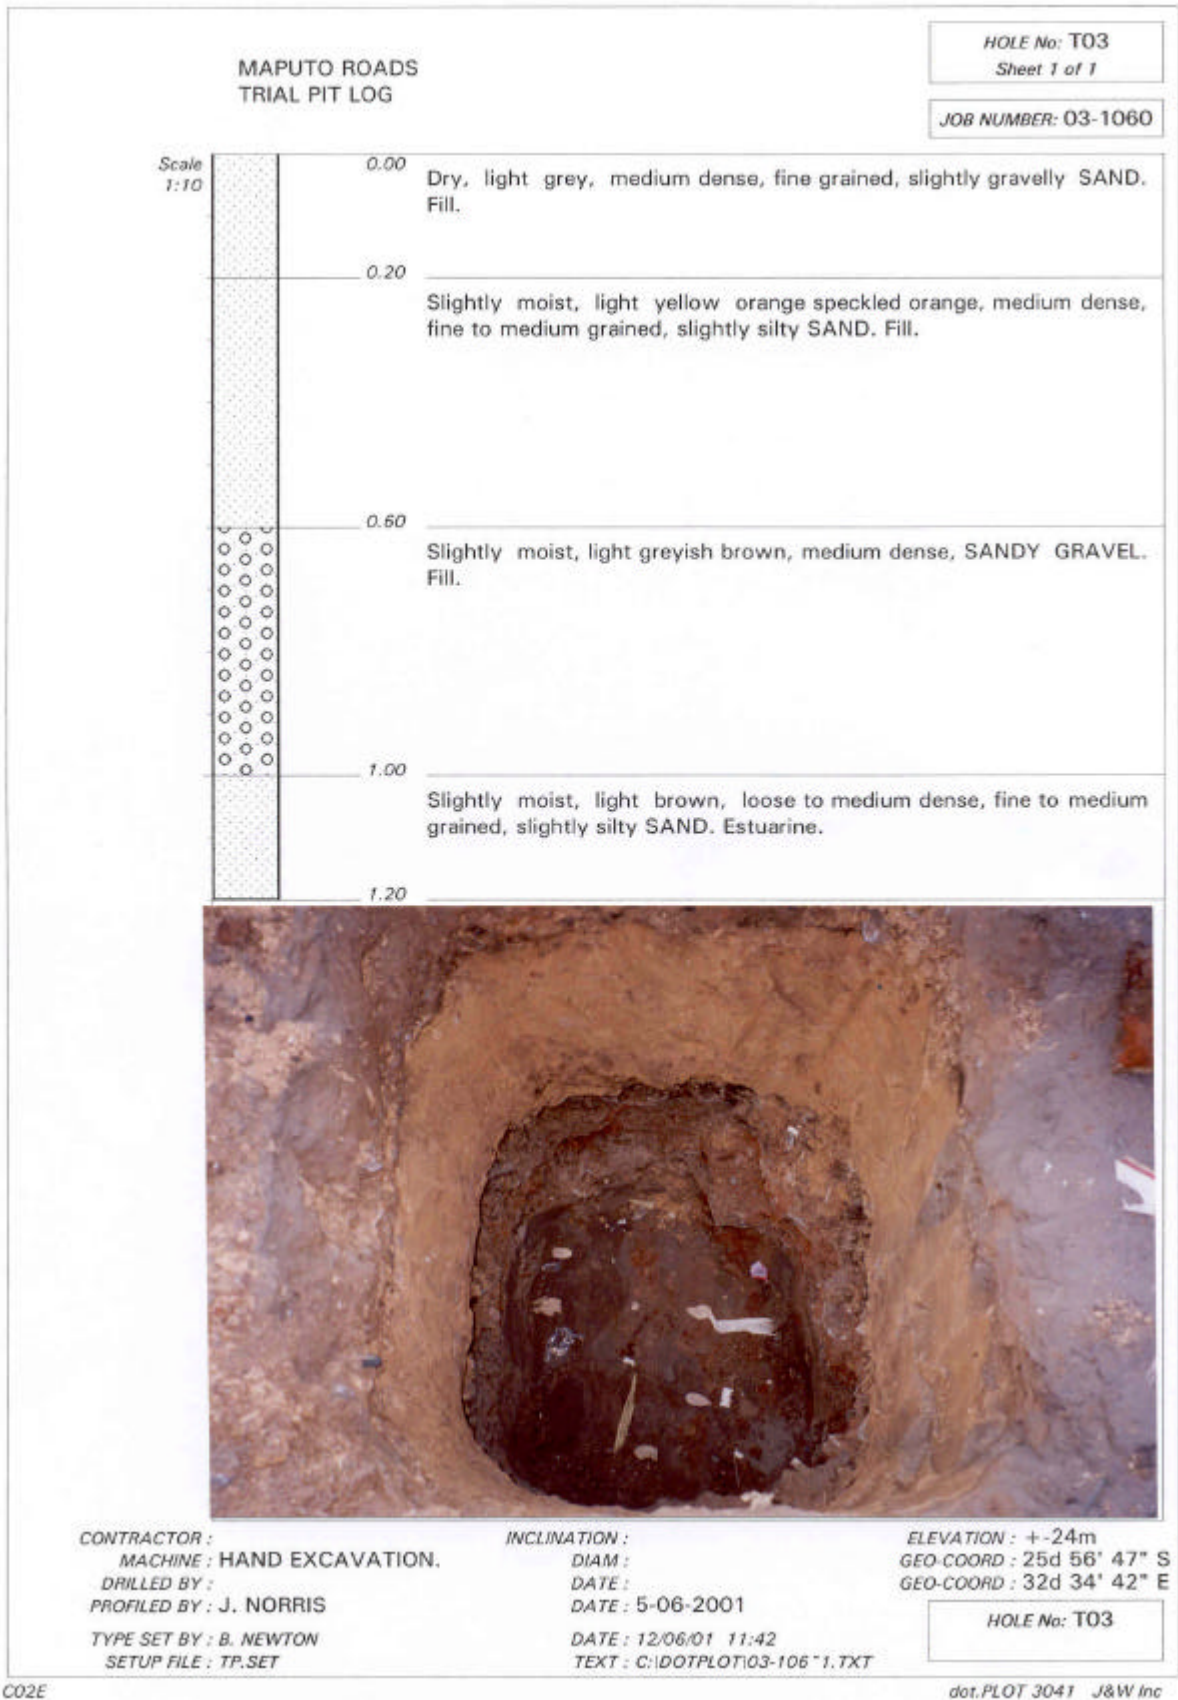 MAPUTO ROADS
TRIAL PIT LOG
HOLE No: T03
Sheet 1 of 1
JOB NUMBER: 03-1060
Scale
1:10
0.00
Dry, light grey, medium dense, fine grained, slightly gravelly SAND.
Fill.
0.20
Slightly moist, light yellow orange speckled orange, medium dense,
fine to medium grained, slightly silty SAND. Fill.
0.60
Slightly moist, light greyish brown, medium dense, SANDY GRAVEL.
Fill.
1.00
Slightly moist, light brown, loose to medium dense, fine to medium
grained, slightly silty SAND. Estuarine.
1.20
CONTRACTOR :
MACHINE : HAND EXCAVATION.
DRILLED BY :
PROFILED BY : J. NORRIS
TYPE SET BY : B. NEWTON
SETUP FILE : TP.SET
INCLINATION :
DIAM :
DATE :
DATE : 5-06-2001
DATE : 12/06/01 11:42
TEXT : C:\DOTPLOT\03-106~1.TXT
ELEVATION : +-24m
GEO-COORD : 25d 56' 47" S
GEO-COORD : 32d 34' 42" E
HOLE No: T03
C02E
dot.PLOT 3041 J&W Inc